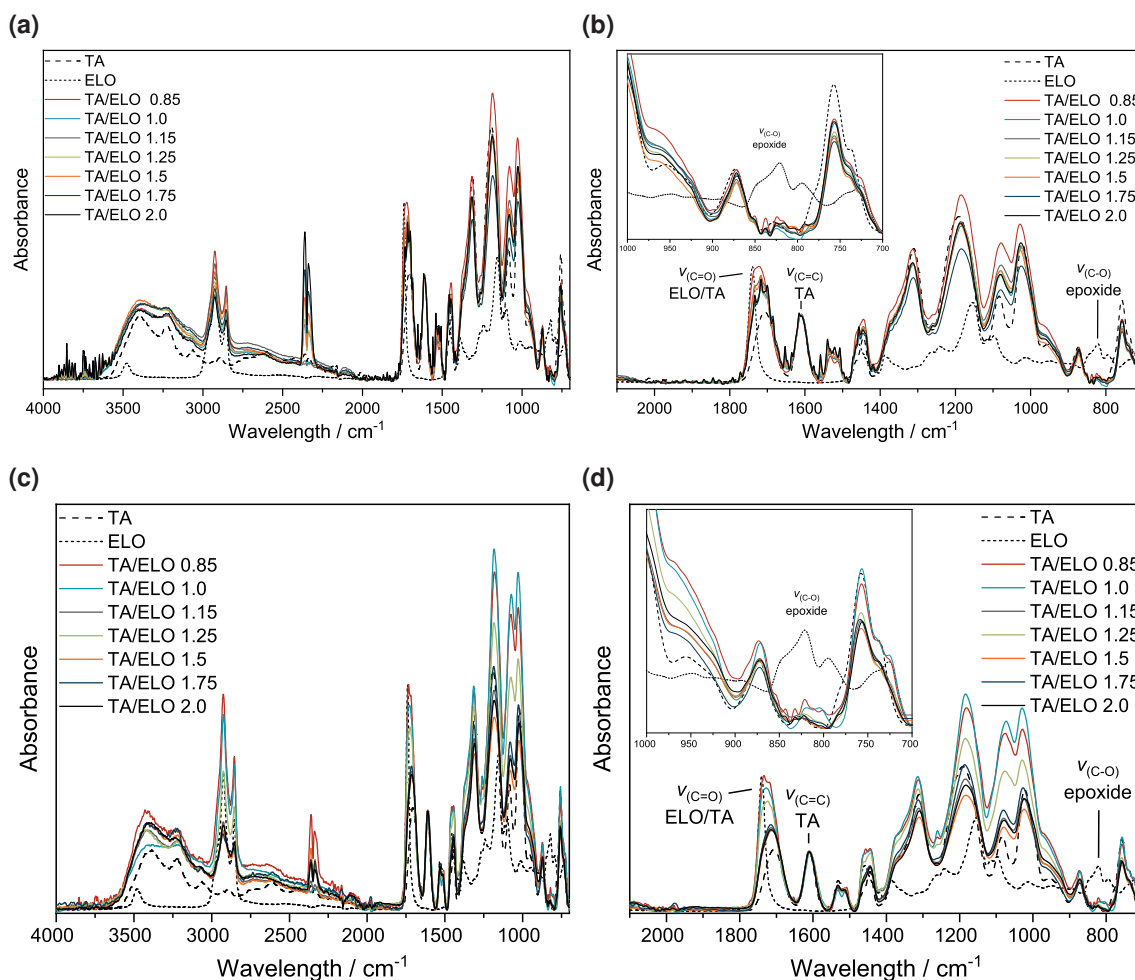 (a)
TA
ELO
TA/ELO 0.85
TA/ELO 1.0
TA/ELO 1.15
TA/ELO 1.25
TA/ELO 1.5
TA/ELO 1.75
TA/ELO 2.0
Absorbance
4000 3500 3000 2500 2000 1500 1000
Wavelength / cm-1
(b)
TA
ELO
TA/ELO 0.85
TA/ELO 1.0
TA/ELO 1.15
TA/ELO 1.25
TA/ELO 1.5
TA/ELO 1.75
TA/ELO 2.0
ν(C-O)
epoxide
1000 950 900 850 800 750 700
ν(C=O)
ELO/TA
ν(C=C)
TA
ν(C-O)
epoxide
Absorbance
2000 1800 1600 1400 1200 1000 800
Wavelength / cm-1
(c)
TA
ELO
TA/ELO 0.85
TA/ELO 1.0
TA/ELO 1.15
TA/ELO 1.25
TA/ELO 1.5
TA/ELO 1.75
TA/ELO 2.0
Absorbance
4000 3500 3000 2500 2000 1500 1000
Wavelength / cm-1
(d)
TA
ELO
TA/ELO 0.85
TA/ELO 1.0
TA/ELO 1.15
TA/ELO 1.25
TA/ELO 1.5
TA/ELO 1.75
TA/ELO 2.0
ν(C-O)
epoxide
1000 950 900 850 800 750 700
ν(C=O)
ELO/TA
ν(C=C)
TA
ν(C-O)
epoxide
Absorbance
2000 1800 1600 1400 1200 1000 800
Wavelength / cm-1